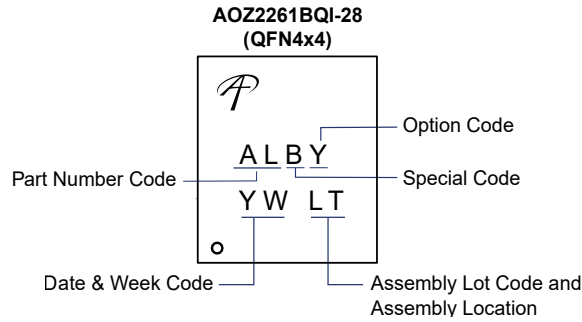 AOZ2261BQI-28
(QFN4x4)
Option Code
A L B Y
Part Number Code
Special Code
Y W L T
Date & Week Code
Assembly Lot Code and
Assembly Location